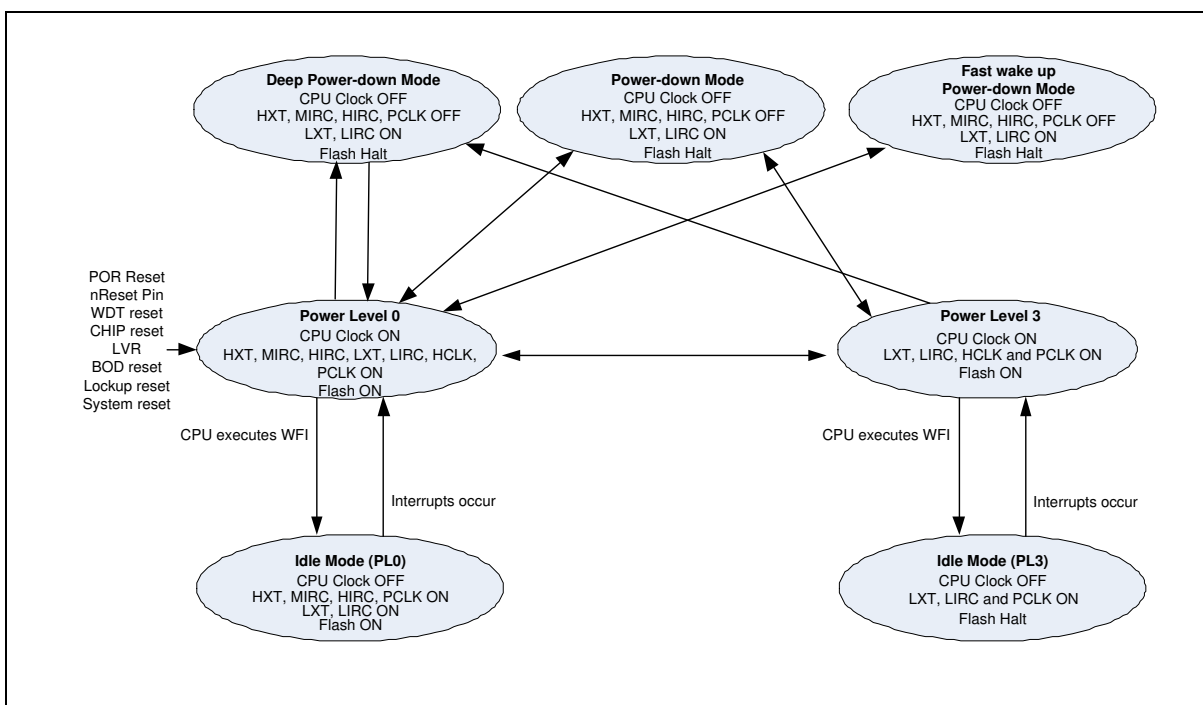 Deep Power-down Mode
CPU Clock OFF
HXT, MIRC, HIRC, PCLK OFF
LXT, LIRC ON
Flash Halt
Power-down Mode
CPU Clock OFF
HXT, MIRC, HIRC, PCLK OFF
LXT, LIRC ON
Flash Halt
Fast wake up
Power-down Mode
CPU Clock OFF
HXT, MIRC, HIRC, PCLK OFF
LXT, LIRC ON
Flash Halt
POR Reset
nReset Pin
WDT reset
CHIP reset
LVR
BOD reset
Lockup reset
System reset
Power Level 0
CPU Clock ON
HXT, MIRC, HIRC, LXT, LIRC, HCLK,
PCLK ON
Flash ON
Power Level 3
CPU Clock ON
LXT, LIRC, HCLK and PCLK ON
Flash ON
CPU executes WFI
Interrupts occur
CPU executes WFI
Interrupts occur
Idle Mode (PL0)
CPU Clock OFF
HXT, MIRC, HIRC, PCLK ON
LXT, LIRC ON
Flash ON
Idle Mode (PL3)
CPU Clock OFF
LXT, LIRC and PCLK ON
Flash Halt